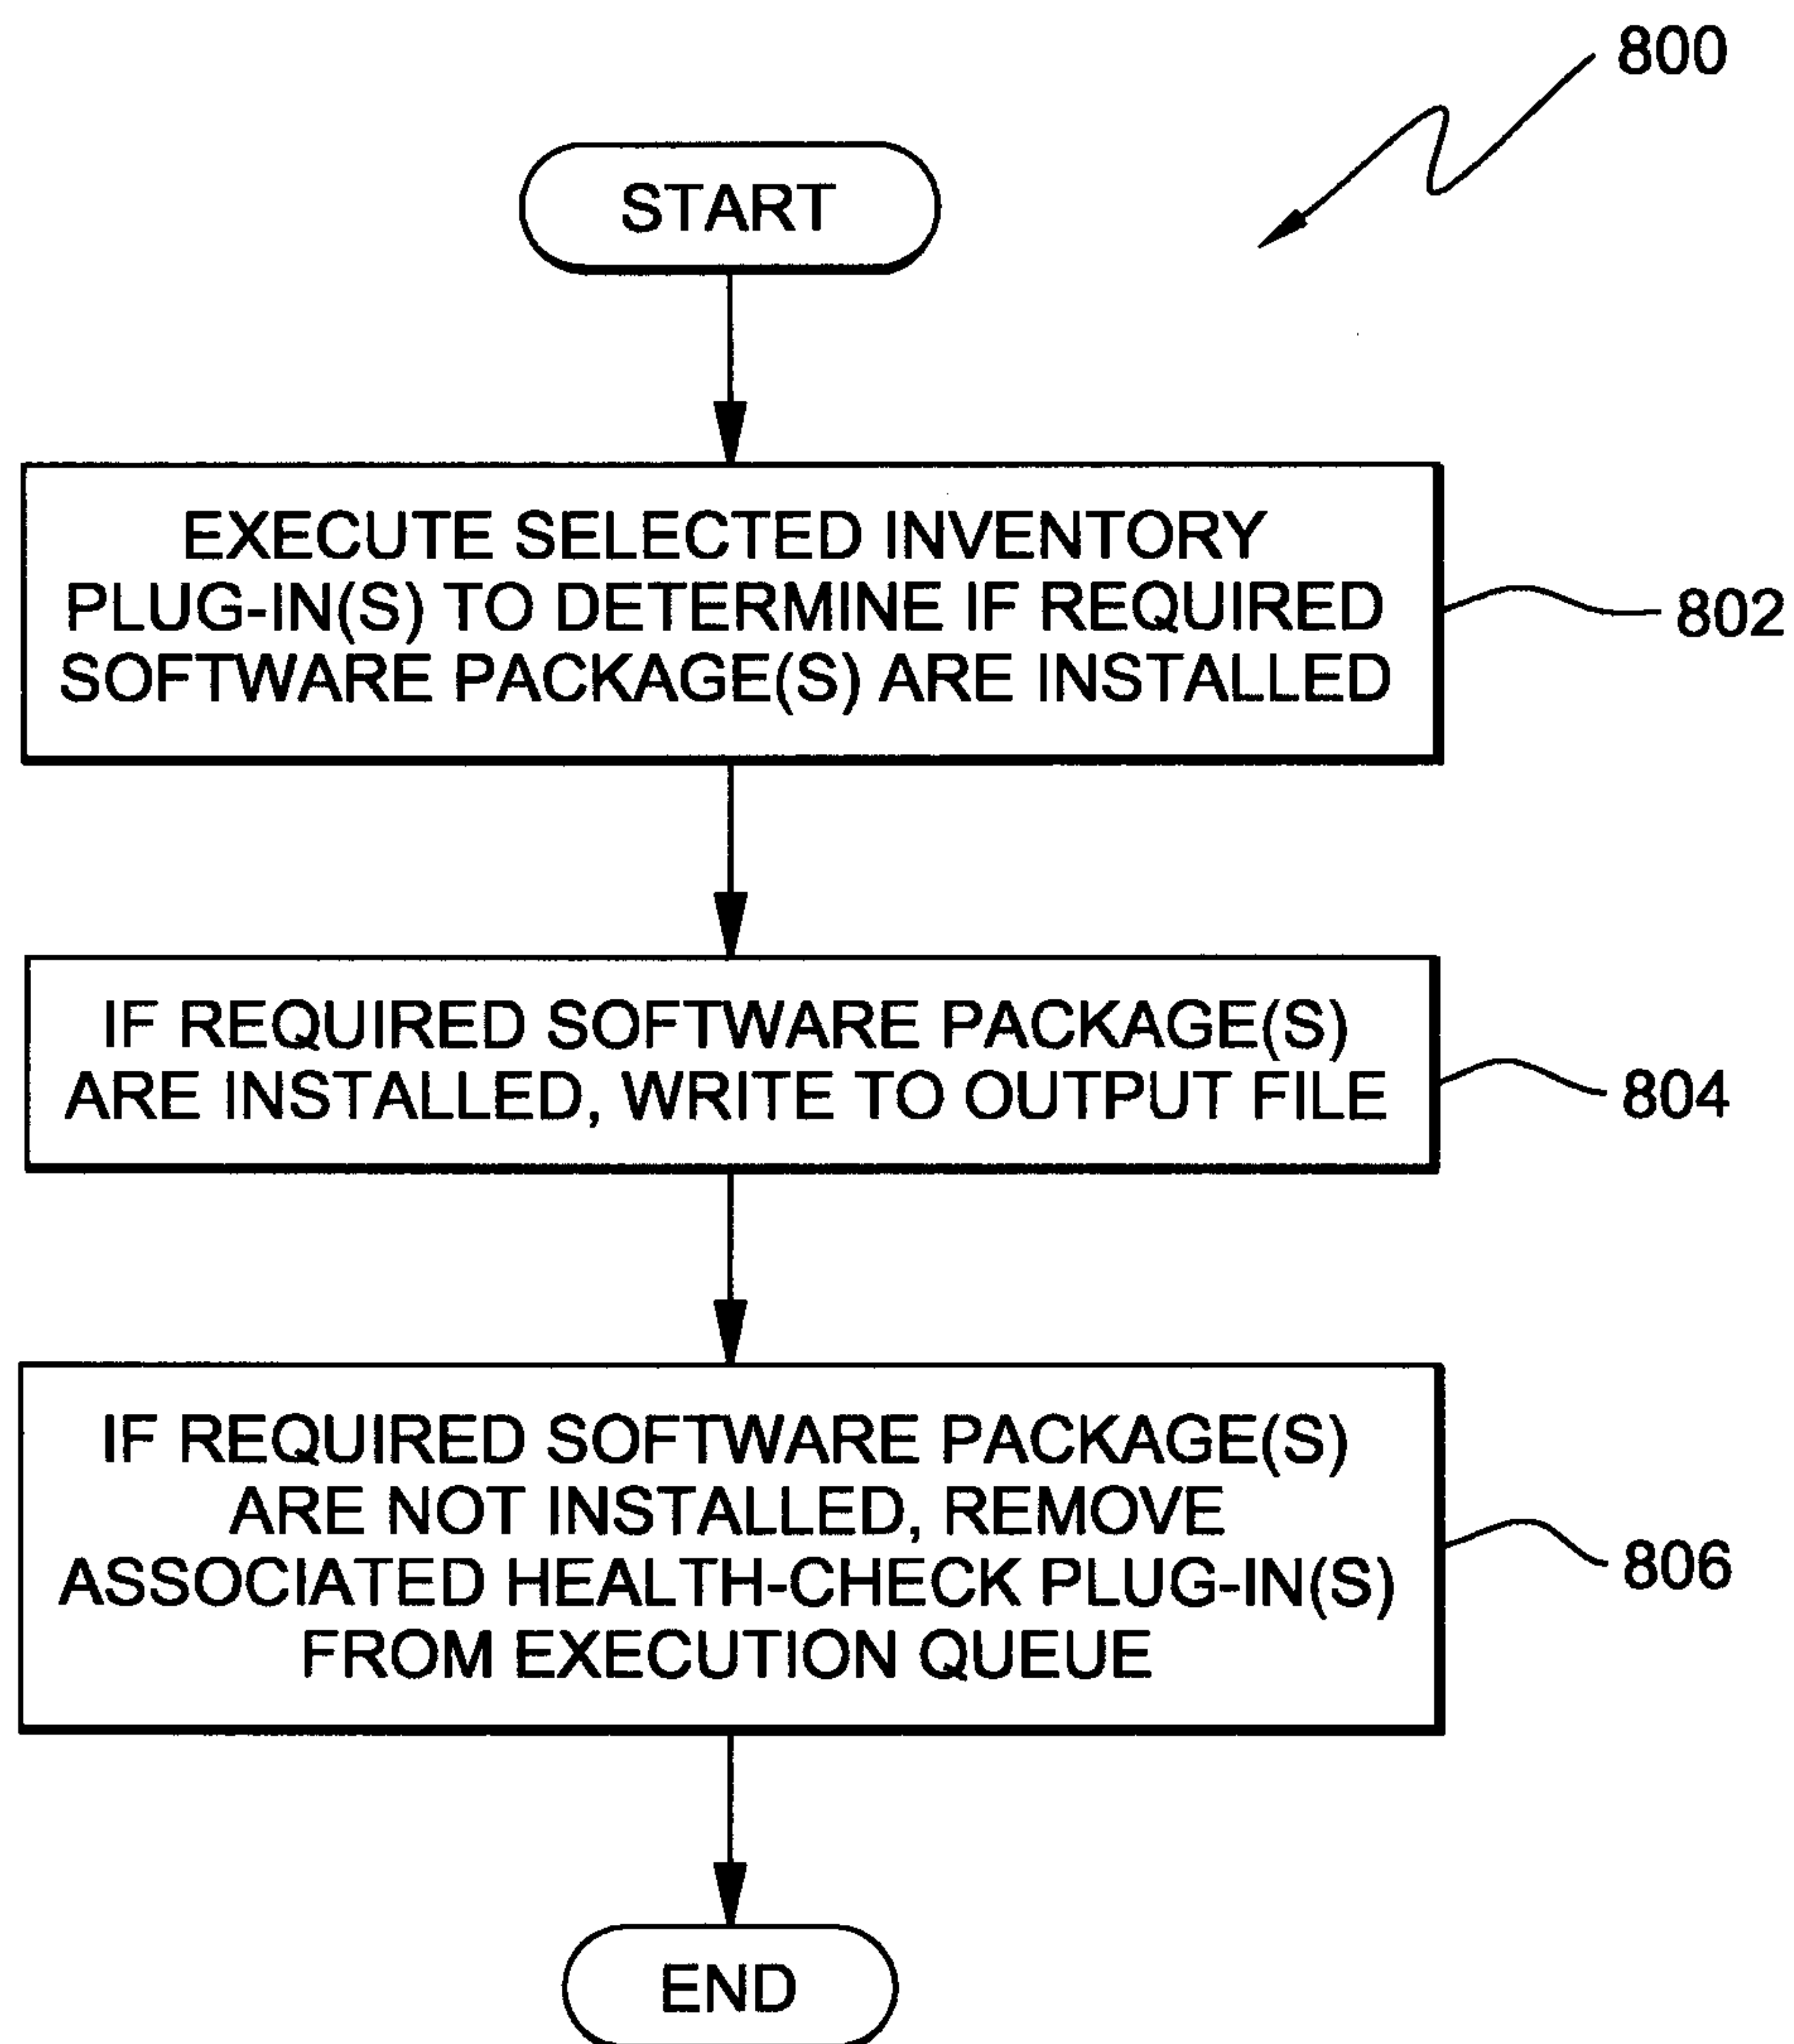 800
START
EXECUTE SELECTED INVENTORY
PLUG-IN(S) TO DETERMINE IF REQUIRED
SOFTWARE PACKAGE(S) ARE INSTALLED
802
IF REQUIRED SOFTWARE PACKAGE(S)
ARE INSTALLED, WRITE TO OUTPUT FILE
804
IF REQUIRED SOFTWARE PACKAGE(S)
ARE NOT INSTALLED, REMOVE
ASSOCIATED HEALTH-CHECK PLUG-IN(S)
FROM EXECUTION QUEUE
806
END